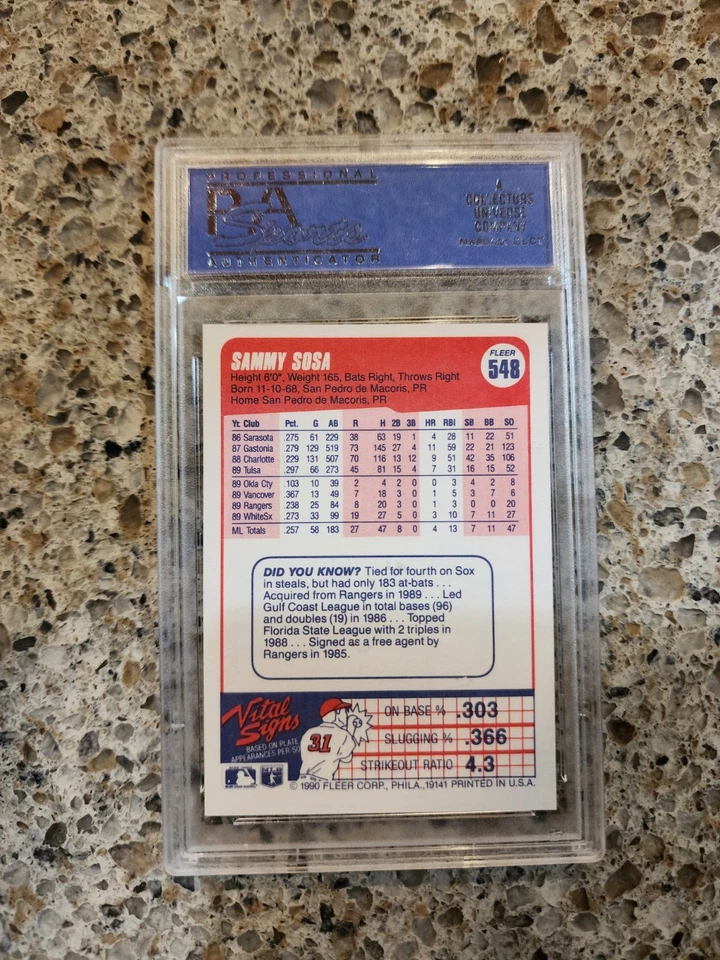 PROFESSIONAL
Sports
AUTHENTICATOR
A
COLLECTORS
UNIVERSE
COMPANY
SAMMY SOSA
FLEER
548
Height 6'0", Weight 165, Bats Right, Throws Right
Born 11-10-68, San Pedro de Macoris, PR
Home San Pedro de Macoris, PR
Yr. Club Pct. G AB R H 2B 3B HR RBI SB BB SO
86 Sarasota .275 61 229 38 63 19 1 4 28 11 22 51
87 Gastonia .279 129 519 73 145 27 4 11 59 22 21 123
88 Charlotte .229 131 507 70 116 13 12 9 51 42 35 106
89 Tulsa .297 66 273 45 81 15 4 7 31 16 15 52
89 Okla Cty .103 10 39 2 4 2 0 0 3 4 2 8
89 Vancover .367 13 49 7 18 3 0 1 5 3 7 6
89 Rangers .238 25 84 8 20 3 0 1 3 0 0 20
89 WhiteSx .273 33 99 19 27 5 0 3 10 7 11 27
ML Totals .257 58 183 27 47 8 0 4 13 7 11 47
DID YOU KNOW? Tied for fourth on Sox
in steals, but had only 183 at-bats . . .
Acquired from Rangers in 1989 . . . Led
Gulf Coast League in total bases (96)
and doubles (19) in 1986 . . . Topped
Florida State League with 2 triples in
1988 . . . Signed as a free agent by
Rangers in 1985.
Vital
Signs
BASED ON PLATE
APPEARANCES PER SO
31
ON BASE % .303
SLUGGING % .366
STRIKEOUT RATIO 4.3
© 1990 FLEER CORP., PHILA.,19141 PRINTED IN U.S.A.